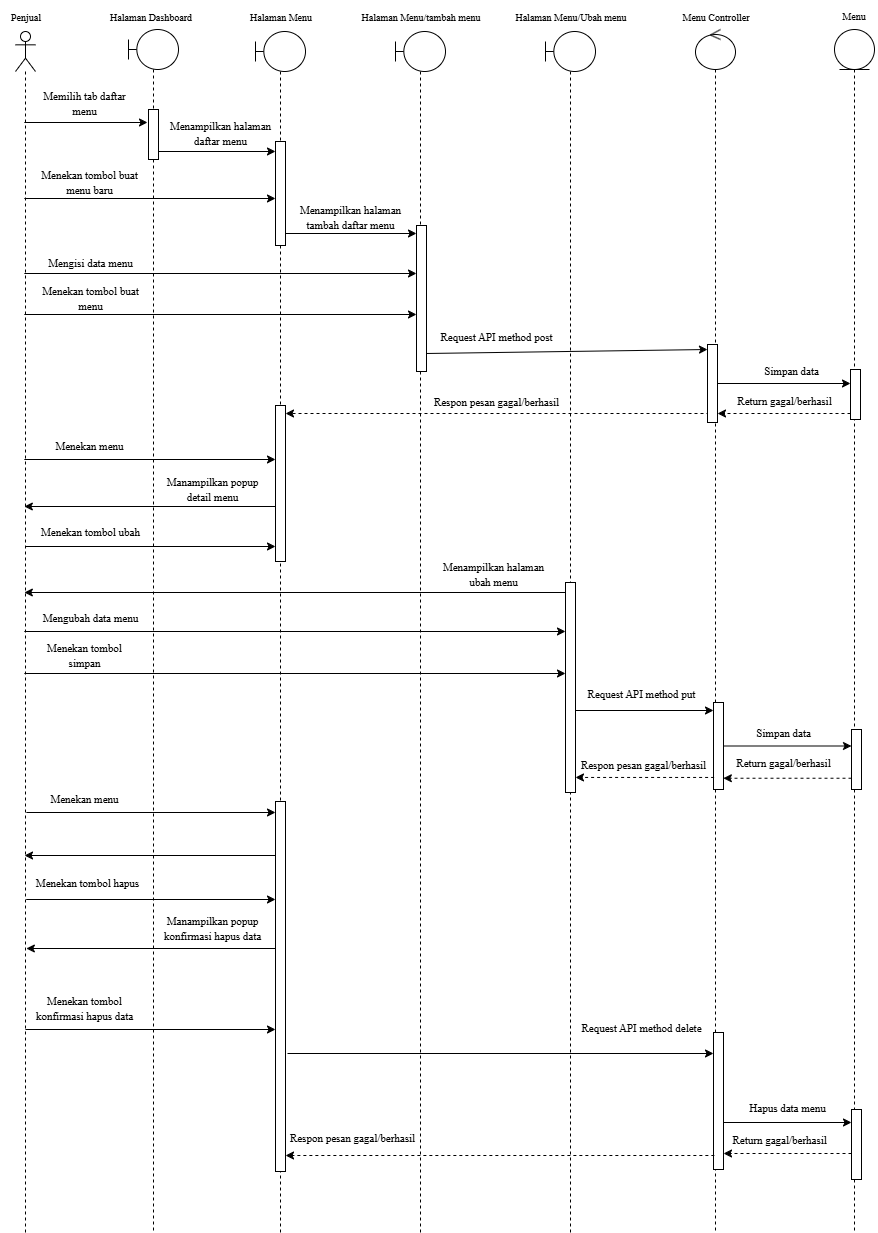 Penjual
Halaman Dashboard
Halaman Menu
Halaman Menu/tambah menu
Halaman Menu/Ubah menu
Menu Controller
Menu
Memilih tab daftar
menu
Menampilkan halaman
daftar menu
Menekan tombol buat
menu baru
Menampilkan halaman
tambah daftar menu
Mengisi data menu
Menekan tombol buat
menu
Request API method post
Simpan data
Return gagal/berhasil
Respon pesan gagal/berhasil
Menekan menu
Manampilkan popup
detail menu
Menekan tombol ubah
Menampilkan halaman
ubah menu
Mengubah data menu
Menekan tombol
simpan
Request API method put
Simpan data
Return gagal/berhasil
Respon pesan gagal/berhasil
Menekan menu
Menekan tombol hapus
Manampilkan popup
konfirmasi hapus data
Menekan tombol
konfirmasi hapus data
Request API method delete
Hapus data menu
Return gagal/berhasil
Respon pesan gagal/berhasil